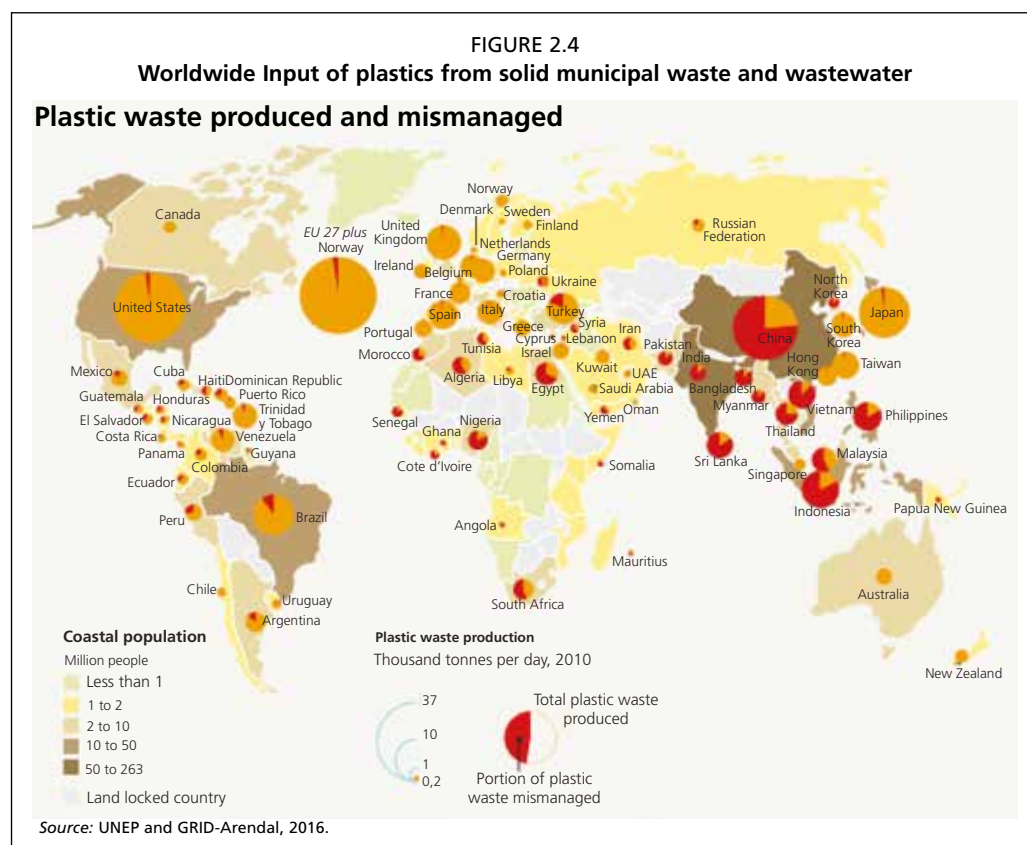 FIGURE 2.4
Worldwide Input of plastics from solid municipal waste and wastewater
Plastic waste produced and mismanaged
Canada
United States
EU 27 plus
Norway
Norway
Denmark
Sweden
Finland
United
Kingdom
Netherlands
Germany
Ireland
Belgium
Poland
Ukraine
Russian
Federation
France
Croatia
Spain
Italy
Turkey
Portugal
Greece
Syria
Cyprus
Lebanon
Israel
Iran
Morocco
Tunisia
Algeria
Libya
Egypt
Kuwait
UAE
Saudi Arabia
Oman
Yemen
Pakistan
India
Bangladesh
Myanmar
China
North
Korea
South
Korea
Japan
Hong
Kong
Taiwan
Vietnam
Thailand
Philippines
Sri Lanka
Singapore
Malaysia
Indonesia
Papua New Guinea
Mexico
Cuba
Haiti
Dominican Republic
Puerto Rico
Guatemala
Honduras
El Salvador
Nicaragua
Trinidad
y Tobago
Costa Rica
Venezuela
Panama
Guyana
Colombia
Ecuador
Peru
Brazil
Chile
Uruguay
Argentina
Senegal
Ghana
Nigeria
Cote d'Ivoire
Somalia
Angola
Mauritius
South Africa
Australia
New Zealand
Coastal population
Million people
Less than 1
1 to 2
2 to 10
10 to 50
50 to 263
Land locked country
Plastic waste production
Thousand tonnes per day, 2010
37
10
1
0,2
Total plastic waste
produced
Portion of plastic
waste mismanaged
Source: UNEP and GRID-Arendal, 2016.